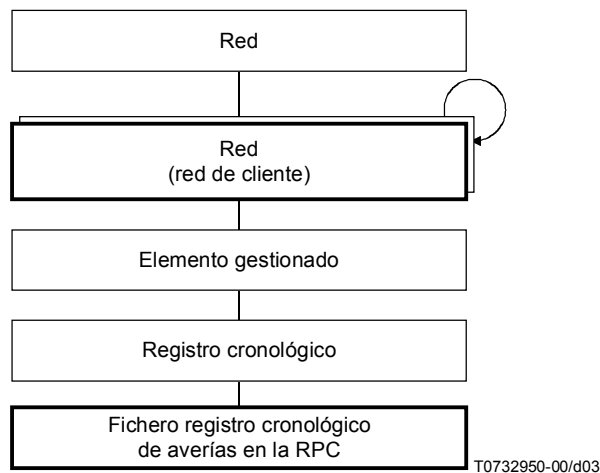 Red
Red
(red de cliente)
Elemento gestionado
Registro cronológico
Fichero registro cronológico
de averías en la RPC
T0732950-00/d03